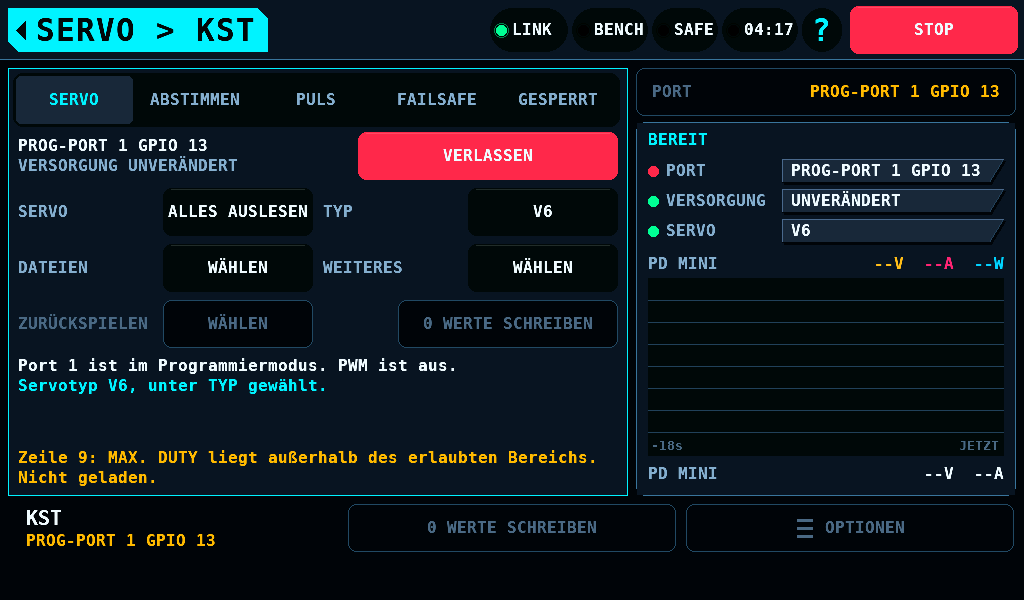 SERVO > KST
LINK
BENCH
SAFE
04:17
?
STOP
SERVO
ABSTIMMEN
PULS
FAILSAFE
GESPERRT
PROG-PORT 1 GPIO 13
VERSORGUNG UNVERÄNDERT
VERLASSEN
SERVO
ALLES AUSLESEN
TYP
V6
DATEIEN
WÄHLEN
WEITERES
WÄHLEN
ZURÜCKSPIELEN
WÄHLEN
0 WERTE SCHREIBEN
Port 1 ist im Programmiermodus. PWM ist aus.
Servotyp V6, unter TYP gewählt.
Zeile 9: MAX. DUTY liegt außerhalb des erlaubten Bereichs.
Nicht geladen.
PORT
PROG-PORT 1 GPIO 13
BEREIT
PORT
PROG-PORT 1 GPIO 13
VERSORGUNG
UNVERÄNDERT
SERVO
V6
PD MINI
--V
--A
--W
-18s
JETZT
PD MINI
--V
--A
KST
PROG-PORT 1 GPIO 13
0 WERTE SCHREIBEN
OPTIONEN